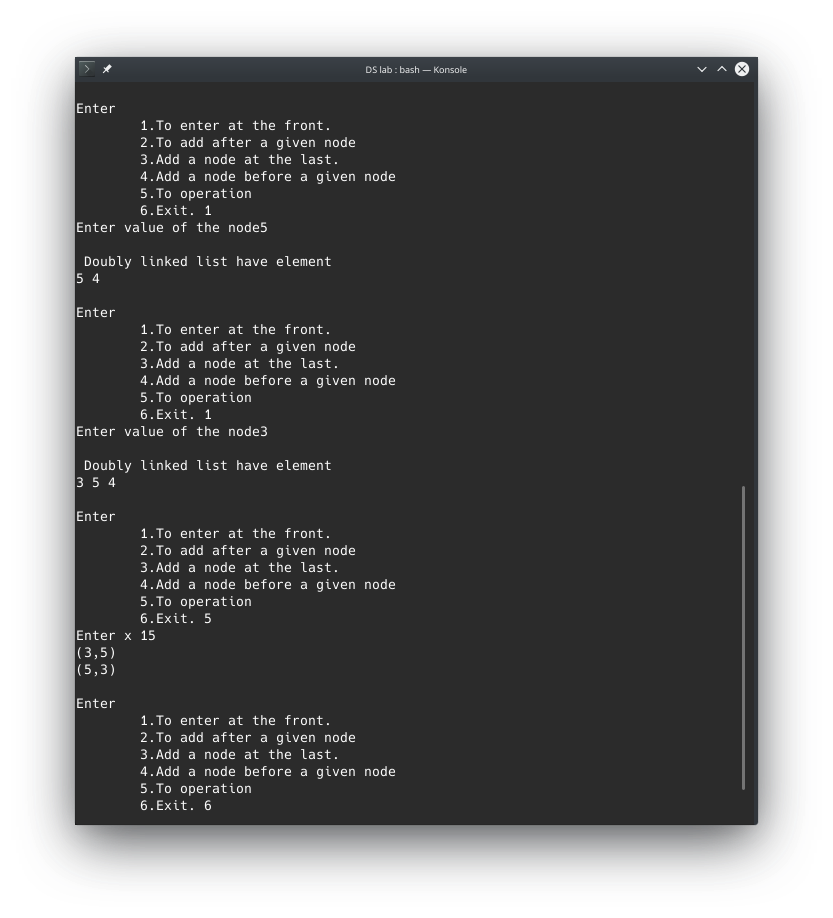 DS lab : bash — Konsole
Enter
1.To enter at the front.
2.To add after a given node
3.Add a node at the last.
4.Add a node before a given node
5.To operation
6.Exit. 1
Enter value of the node5
Doubly linked list have element
5 4
Enter
1.To enter at the front.
2.To add after a given node
3.Add a node at the last.
4.Add a node before a given node
5.To operation
6.Exit. 1
Enter value of the node3
Doubly linked list have element
3 5 4
Enter
1.To enter at the front.
2.To add after a given node
3.Add a node at the last.
4.Add a node before a given node
5.To operation
6.Exit. 5
Enter x 15
(3,5)
(5,3)
Enter
1.To enter at the front.
2.To add after a given node
3.Add a node at the last.
4.Add a node before a given node
5.To operation
6.Exit. 6